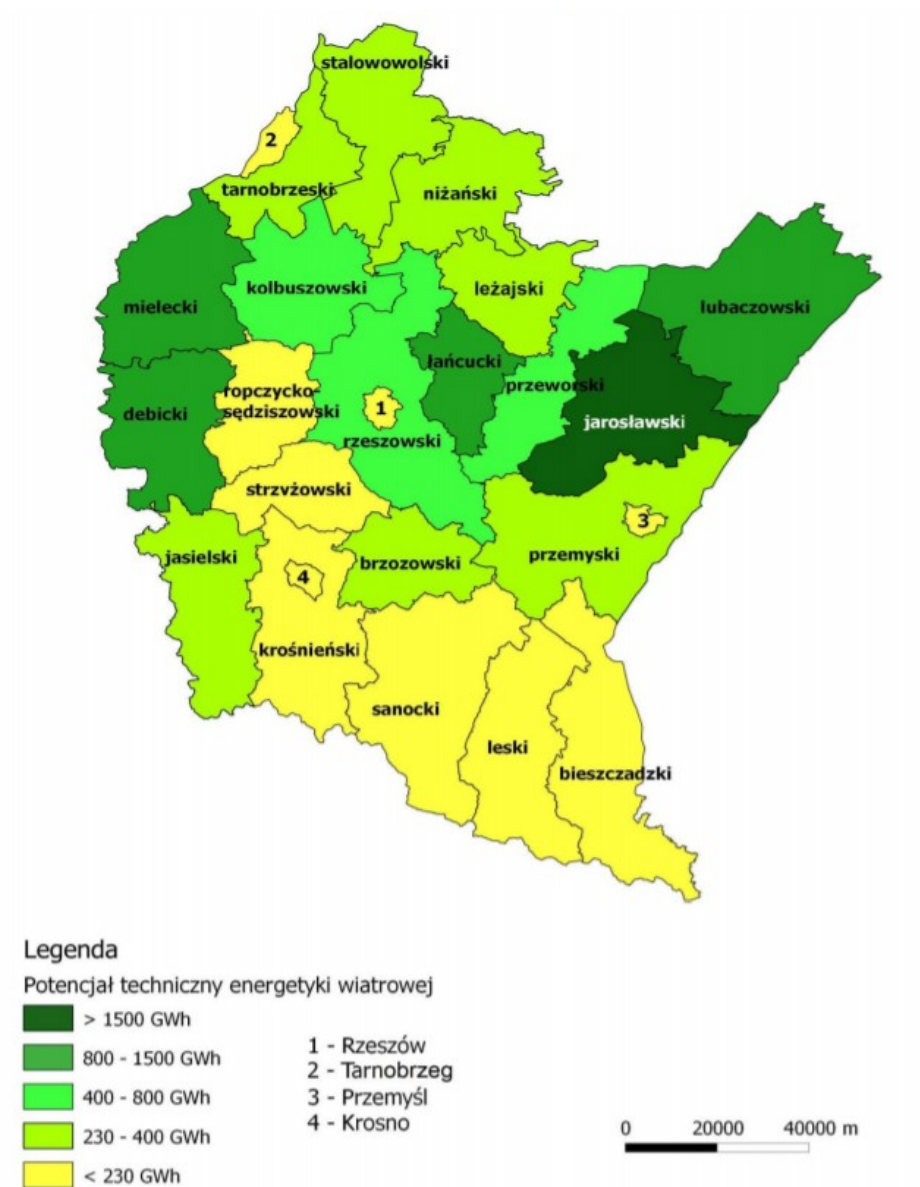 stalowowolski
2
tarnobrzeski
niżański
kolbuszowski
leżajski
mielecki
lubaczowski
łańcucki
ropczycko-
sędziszowski
przeworski
debicki
1
jarosławski
rzeszowski
strzyżowski
3
jasielski
brzozowski
przemyski
4
krośnieński
sanocki
leski
bieszczadzki
Legenda
Potencjał techniczny energetyki wiatrowej
> 1500 GWh
800 - 1500 GWh
400 - 800 GWh
230 - 400 GWh
< 230 GWh
1 - Rzeszów
2 - Tarnobrzeg
3 - Przemyśl
4 - Krosno
0 20000 40000 m